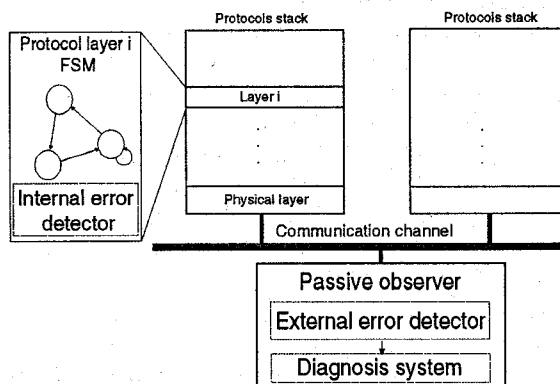 Protocols stack
Protocols stack
Protocol layer i
FSM
Layer i
Internal error
detector
Physical layer
Communication channel
Passive observer
External error detector
Diagnosis system